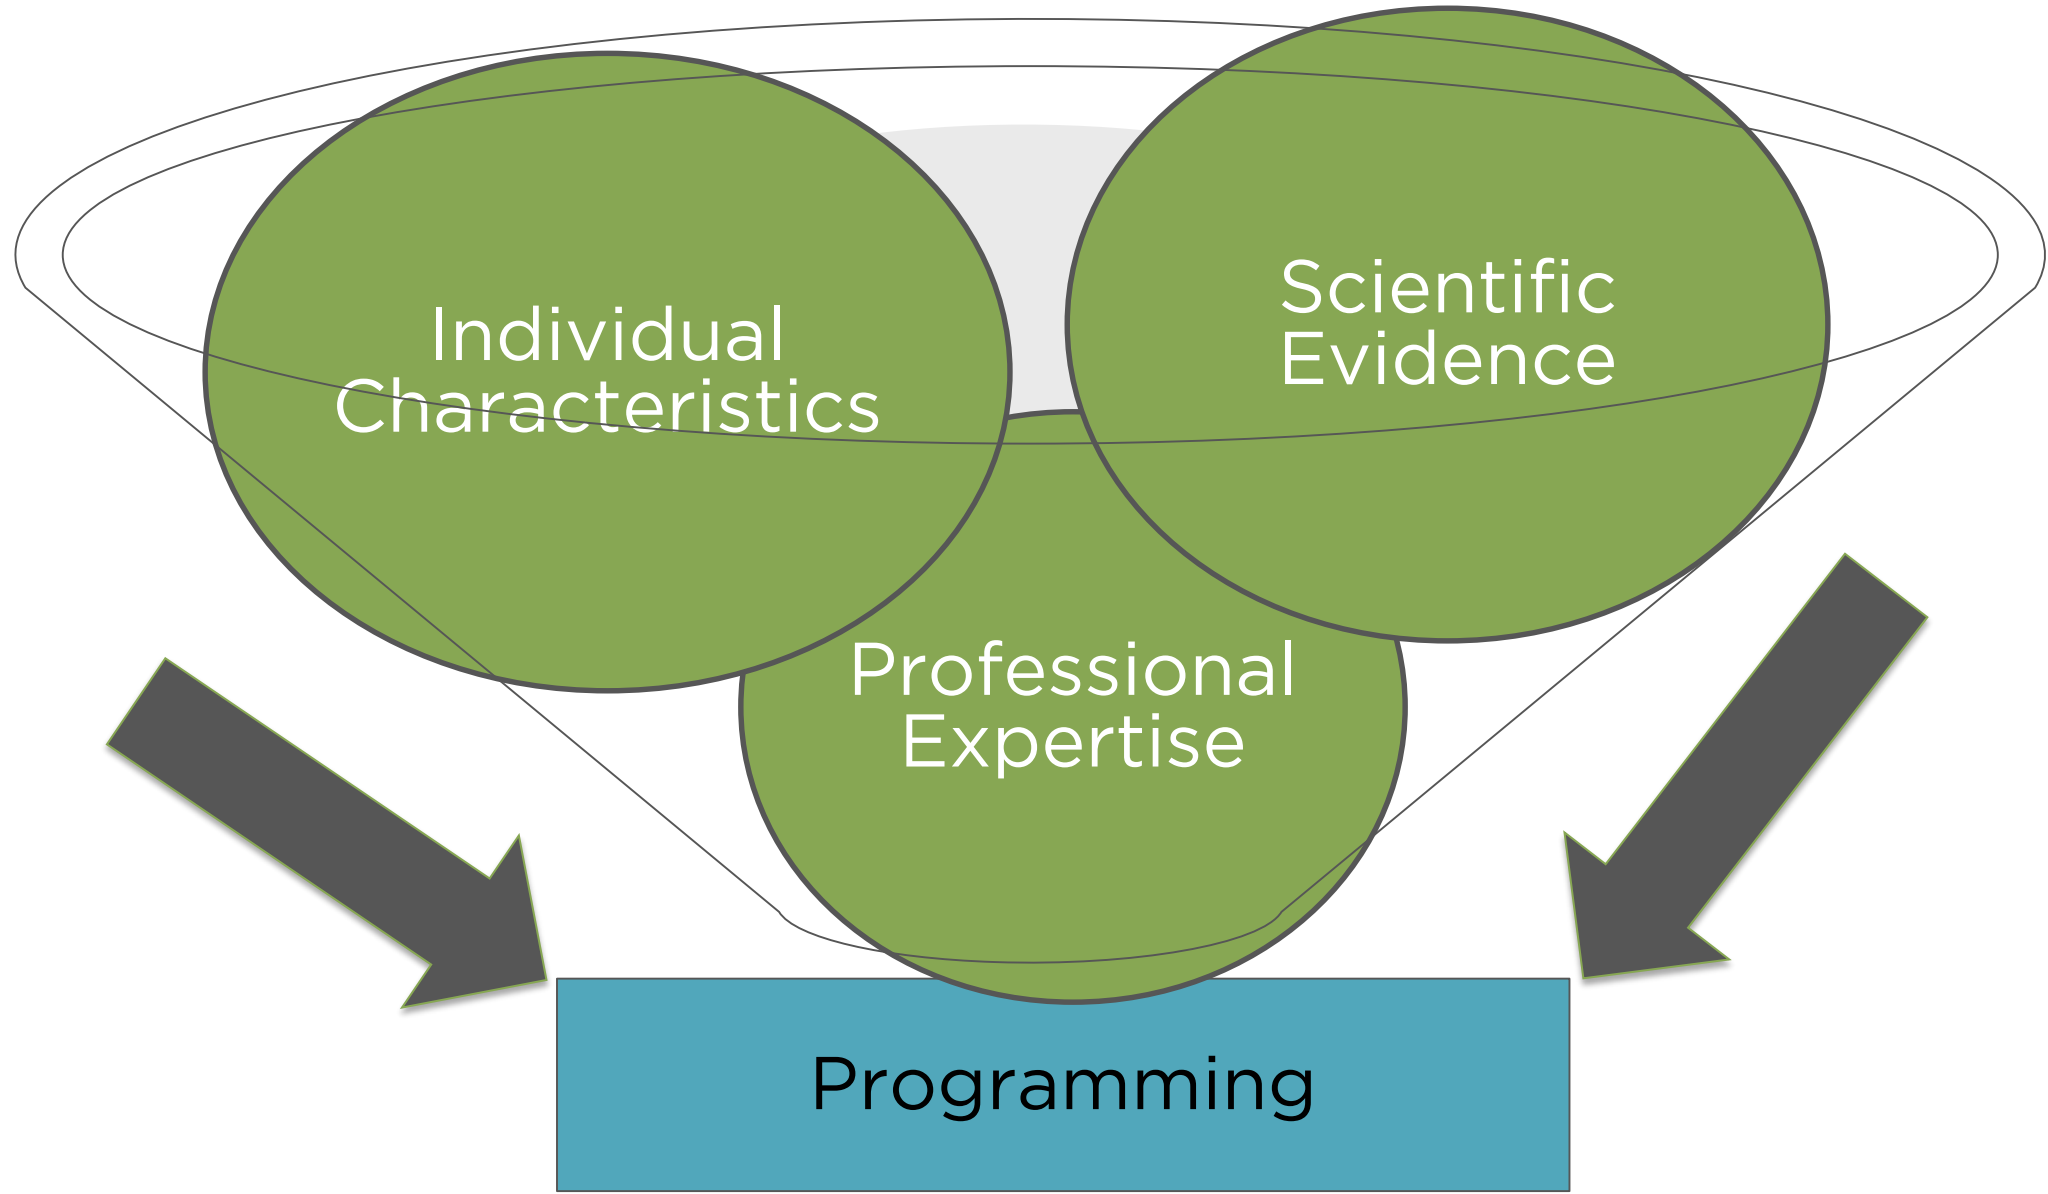 Individual
Characteristics
Scientific
Evidence
Professional
Expertise
Programming